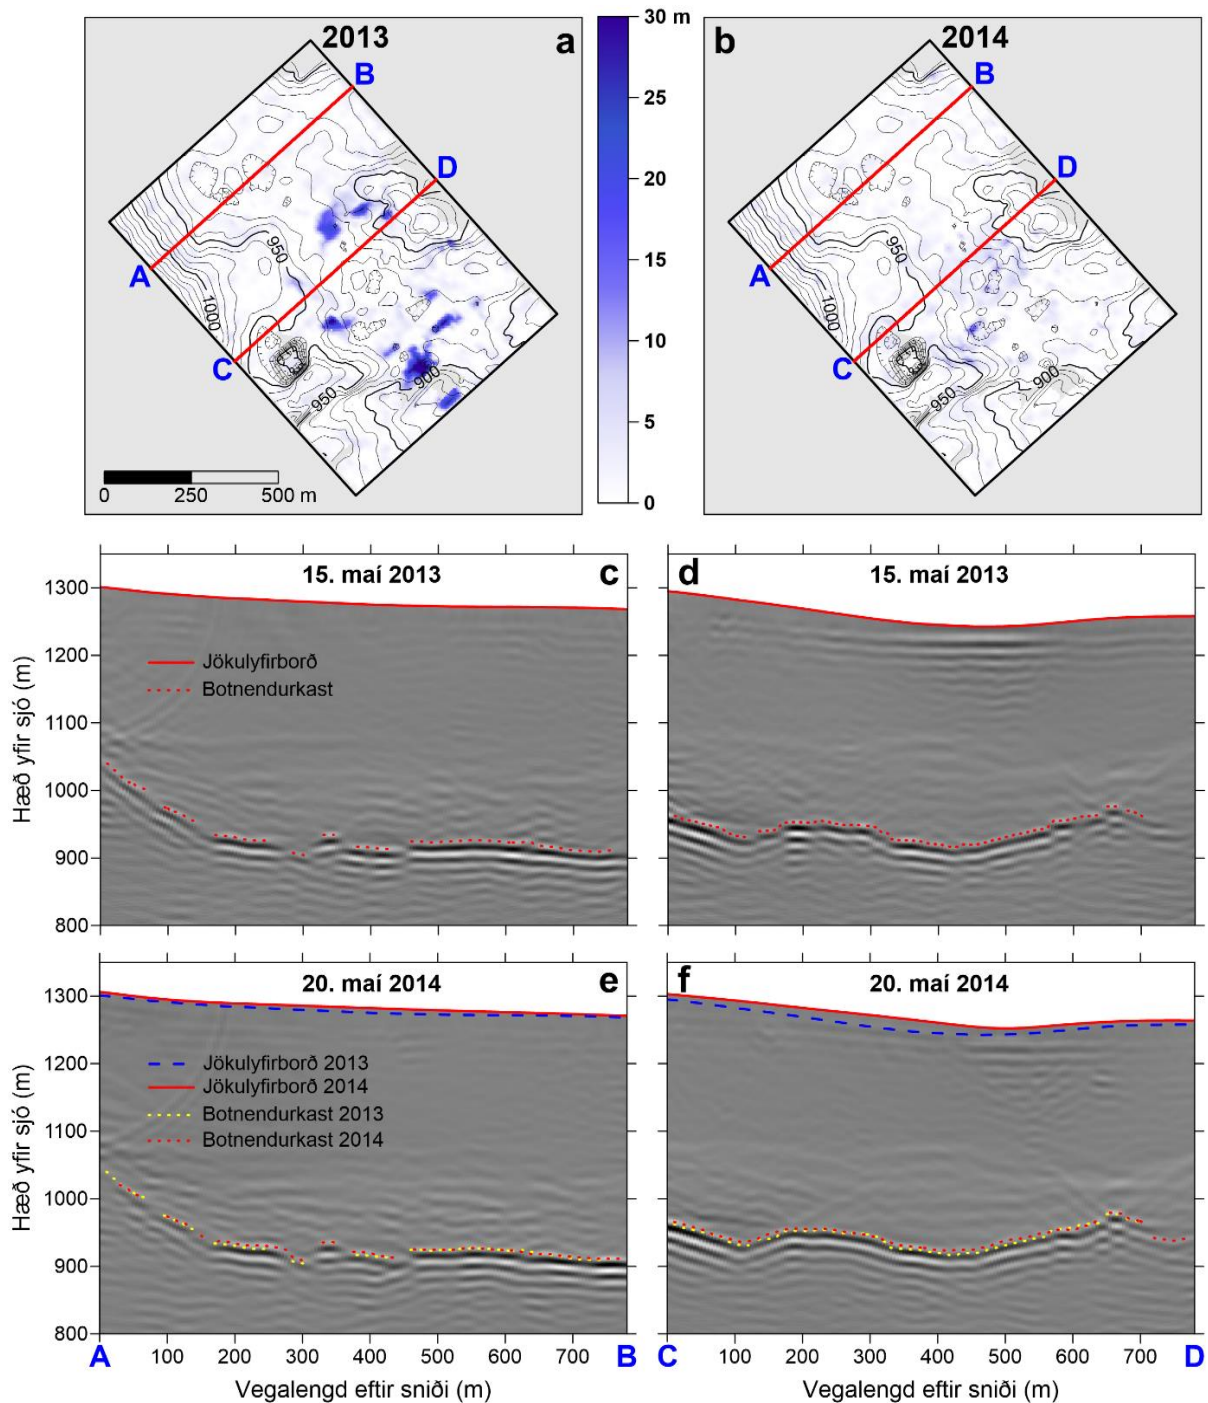 2013
a
B
D
A
C
950
1000
950
900
0 250 500 m
30 m
25
20
15
10
5
0
b
2014
B
D
A
C
950
1000
950
900
15. maí 2013
c
1300
1200
1100
1000
900
800
Hæð yfir sjó (m)
Jökulyfirborð
Botnendurkast
d
15. maí 2013
20. maí 2014
e
1300
1200
1100
1000
900
800
Hæð yfir sjó (m)
Jökulyfirborð 2013
Jökulyfirborð 2014
Botnendurkast 2013
Botnendurkast 2014
A 100 200 300 400 500 600 700 B
Vegalengd eftir sniði (m)
f
20. maí 2014
C 100 200 300 400 500 600 700 D
Vegalengd eftir sniði (m)